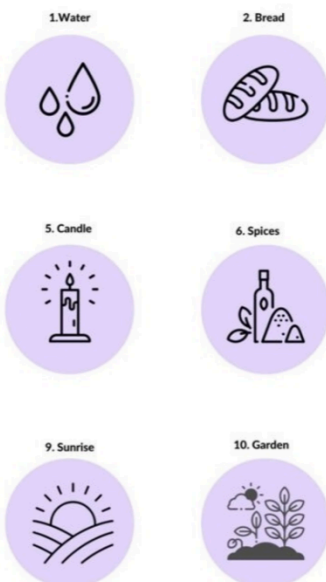 1.Water
2. Bread
5. Candle
6. Spices
9. Sunrise
10. Garden